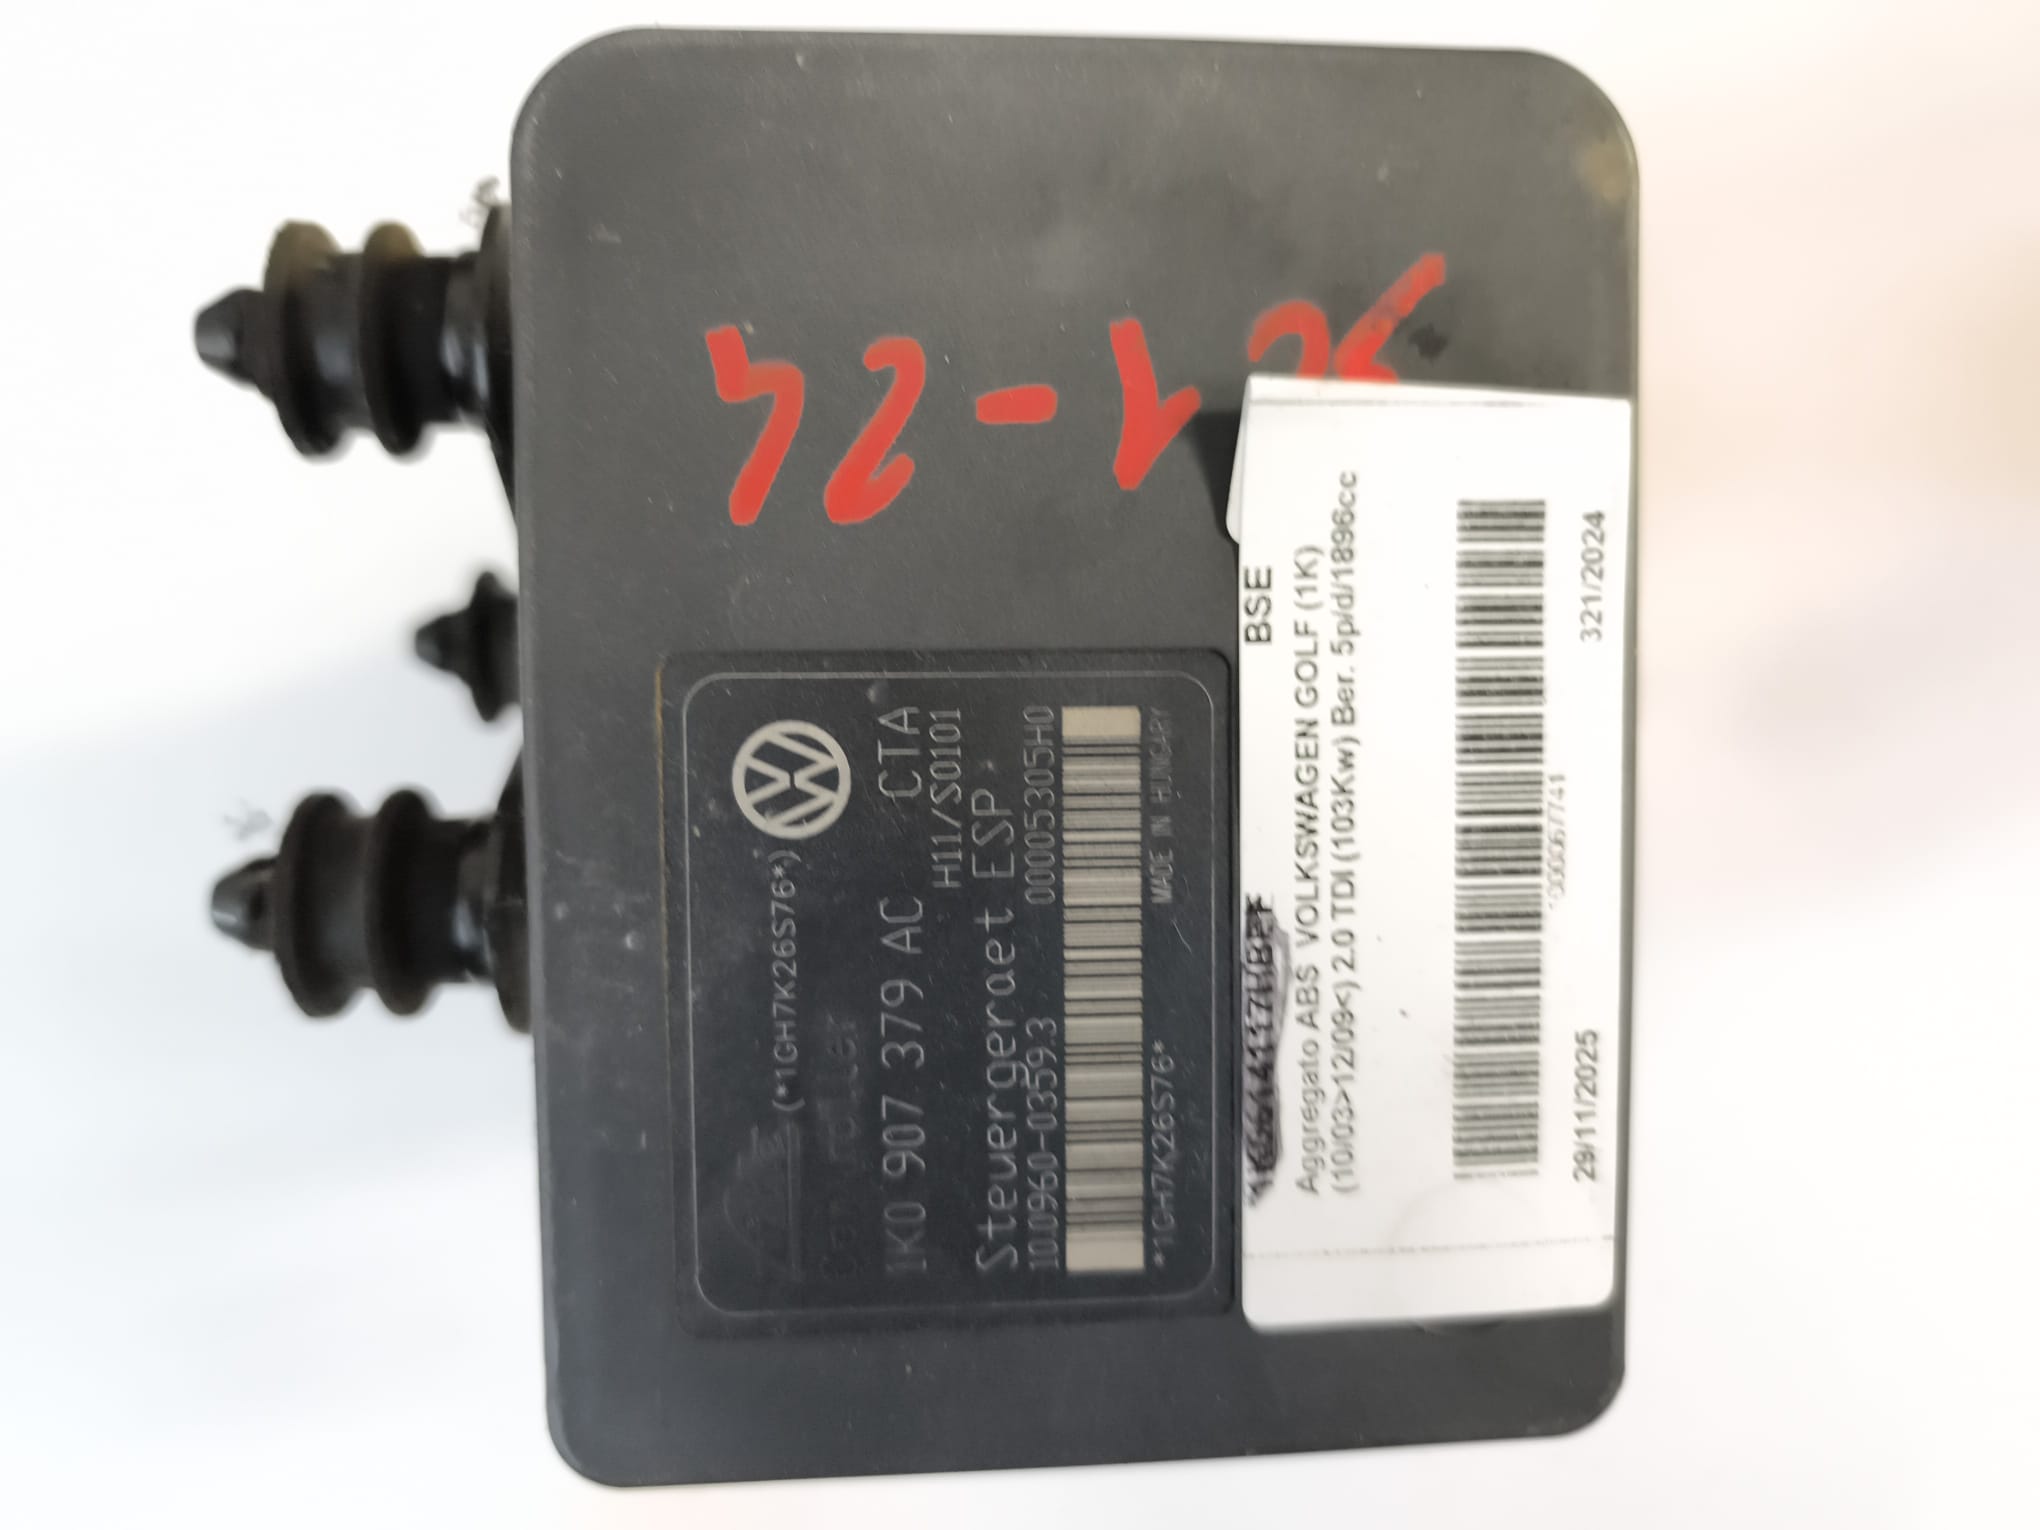 (*1GH7K26S76*)
1K0 907 379 AC CTA
H11/S0101
Steuergeraet ESP
10.0960-0359.3 00005305H0
*1GH7K26S76* MADE IN HUNGARY
BSE
Aggregato ABS VOLKSWAGEN GOLF (1K)
(10/03>12/09<) 2.0 TDI (103Kw) Ber. 5p/d/1896cc
29/11/2025 321/2024
1-24